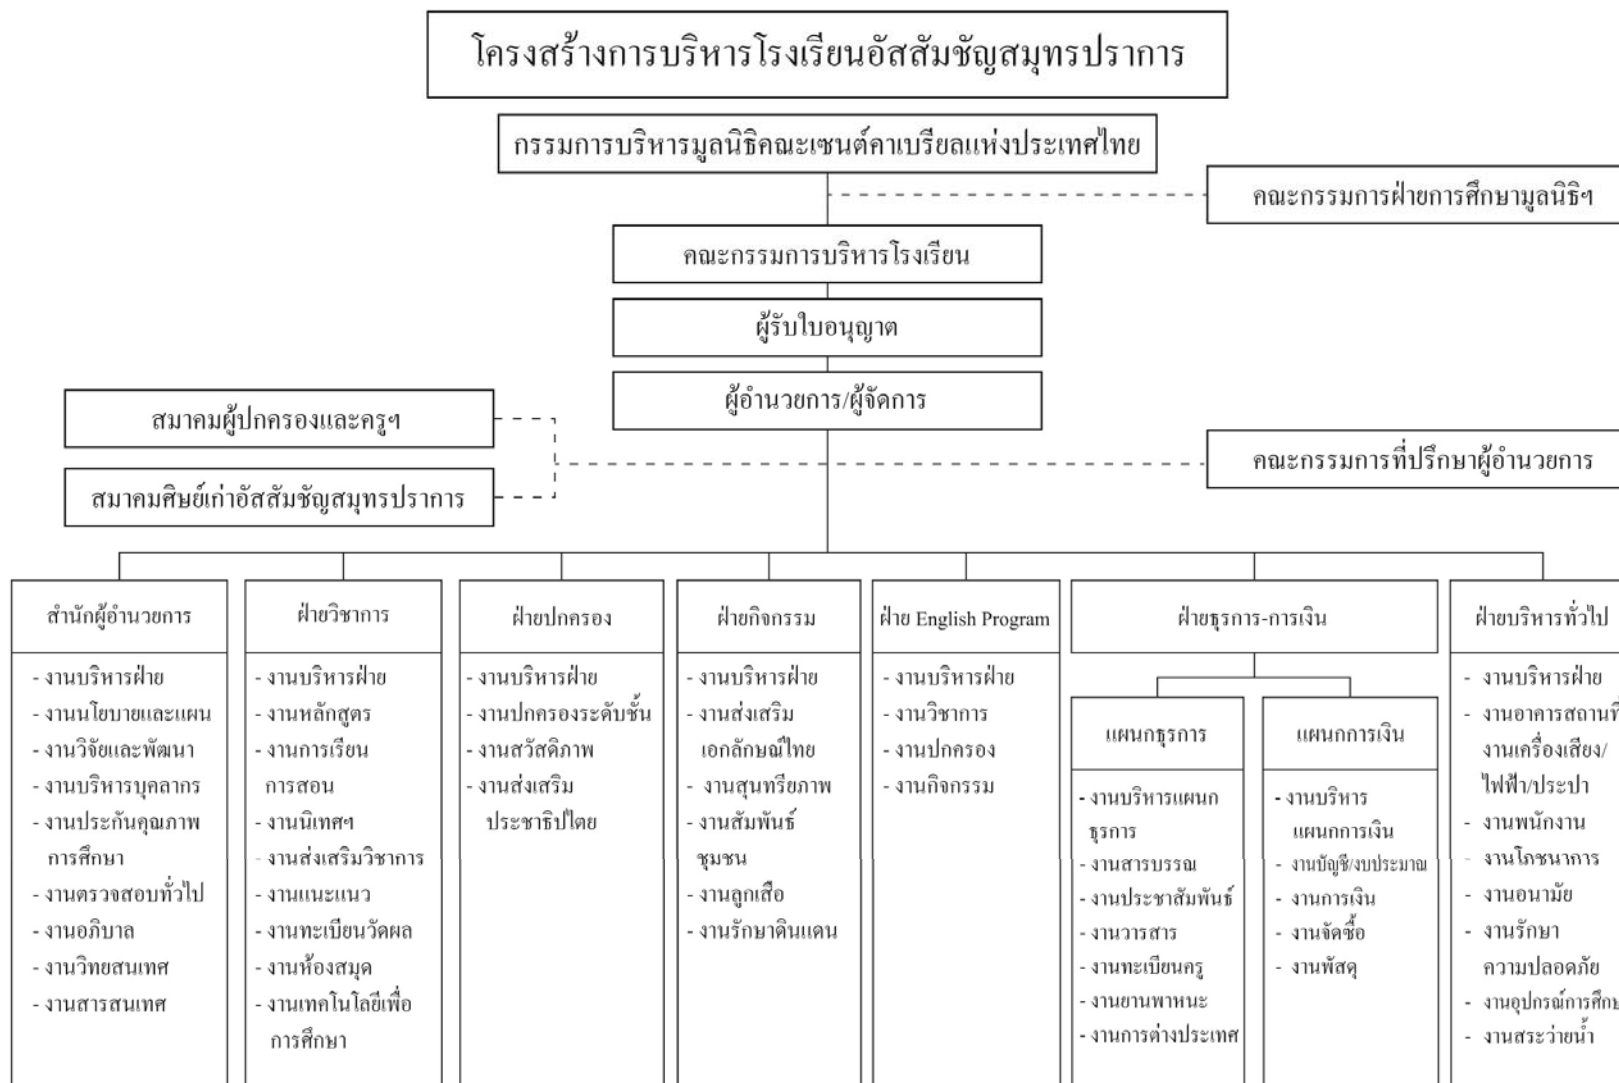 โครงสร้างการบริหารโรงเรียนอัสสัมชัญสมุทรปราการ
กรรมการบริหารมูลนิธิคณะเซนต์คาเบรียลแห่งประเทศไทย
คณะกรรมการฝ่ายการศึกษามูลนิธิฯ
คณะกรรมการบริหารโรงเรียน
ผู้รับใบอนุญาต
ผู้อำนวยการ/ผู้จัดการ
สมาคมผู้ปกครองและครูฯ
คณะกรรมการที่ปรึกษาผู้อำนวยการ
สมาคมศิษย์เก่าอัสสัมชัญสมุทรปราการ
สำนักผู้อำนวยการ
- งานบริหารฝ่าย
- งานนโยบายและแผน
- งานวิจัยและพัฒนา
- งานบริหารบุคลากร
- งานประกันคุณภาพ
การศึกษา
- งานตรวจสอบทั่วไป
- งานอภิบาล
- งานวิทยสนเทศ
- งานสารสนเทศ
ฝ่ายวิชาการ
- งานบริหารฝ่าย
- งานหลักสูตร
- งานการเรียน
การสอน
- งานนิเทศฯ
- งานส่งเสริมวิชาการ
- งานแนะแนว
- งานทะเบียนวัดผล
- งานห้องสมุด
- งานเทคโนโลยีเพื่อ
การศึกษา
ฝ่ายปกครอง
- งานบริหารฝ่าย
- งานปกครองระดับชั้น
- งานสวัสดิภาพ
- งานส่งเสริม
ประชาธิปไตย
ฝ่ายกิจกรรม
- งานบริหารฝ่าย
- งานส่งเสริม
เอกลักษณ์ไทย
- งานสุนทรียภาพ
- งานสัมพันธ์
ชุมชน
- งานลูกเสือ
- งานรักษาดินแดน
ฝ่าย English Program
- งานบริหารฝ่าย
- งานวิชาการ
- งานปกครอง
- งานกิจกรรม
ฝ่ายธุรการ-การเงิน
แผนกธุรการ
- งานบริหารแผนก
ธุรการ
- งานสารบรรณ
- งานประชาสัมพันธ์
- งานวารสาร
- งานทะเบียนครู
- งานยานพาหนะ
- งานการต่างประเทศ
แผนกการเงิน
- งานบริหาร
แผนกการเงิน
- งานบัญชี/งบประมาณ
- งานการเงิน
- งานจัดซื้อ
- งานพัสดุ
ฝ่ายบริหารทั่วไป
- งานบริหารฝ่าย
- งานอาคารสถานที่
งานเครื่องเสียง/
ไฟฟ้า/ประปา
- งานพนักงาน
- งานโภชนาการ
- งานอนามัย
- งานรักษา
ความปลอดภัย
- งานอุปกรณ์การศึกษ
- งานสระว่ายน้ำ